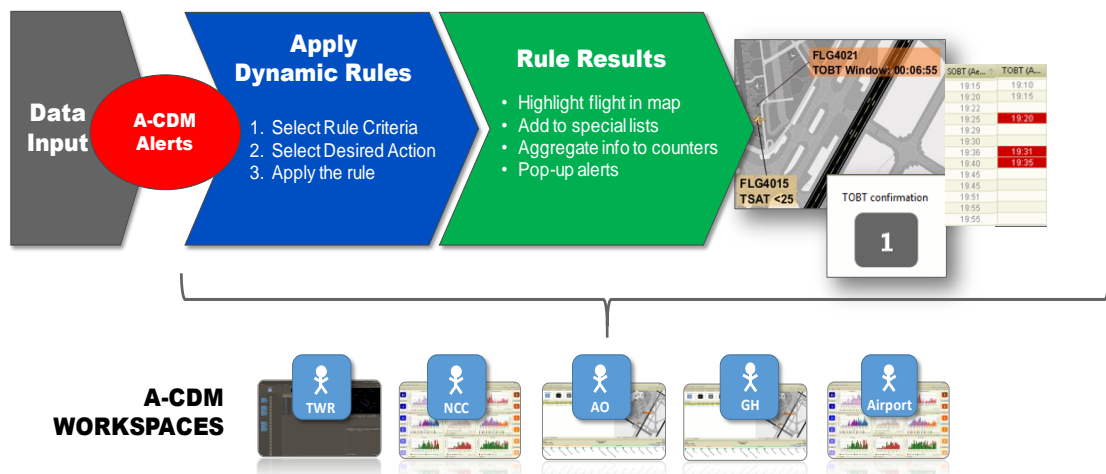 Data
Input
A-CDM
Alerts
Apply
Dynamic Rules
1. Select Rule Criteria
2. Select Desired Action
3. Apply the rule
Rule Results
• Highlight flight in map
• Add to special lists
• Aggregate info to counters
• Pop-up alerts
FLG4021
TOBT Window: 00:06:55
FLG4015
TSAT <25
TOBT confirmation
1
SOBT (Ae... TOBT (A...
19:15 19:10
19:20 19:15
19:22
19:25 19:20
19:29
19:30
19:36 19:31
19:40 19:35
19:45
19:45
19:51
19:55
19:55
A-CDM
WORKSPACES
TWR
NCC
AO
GH
Airport